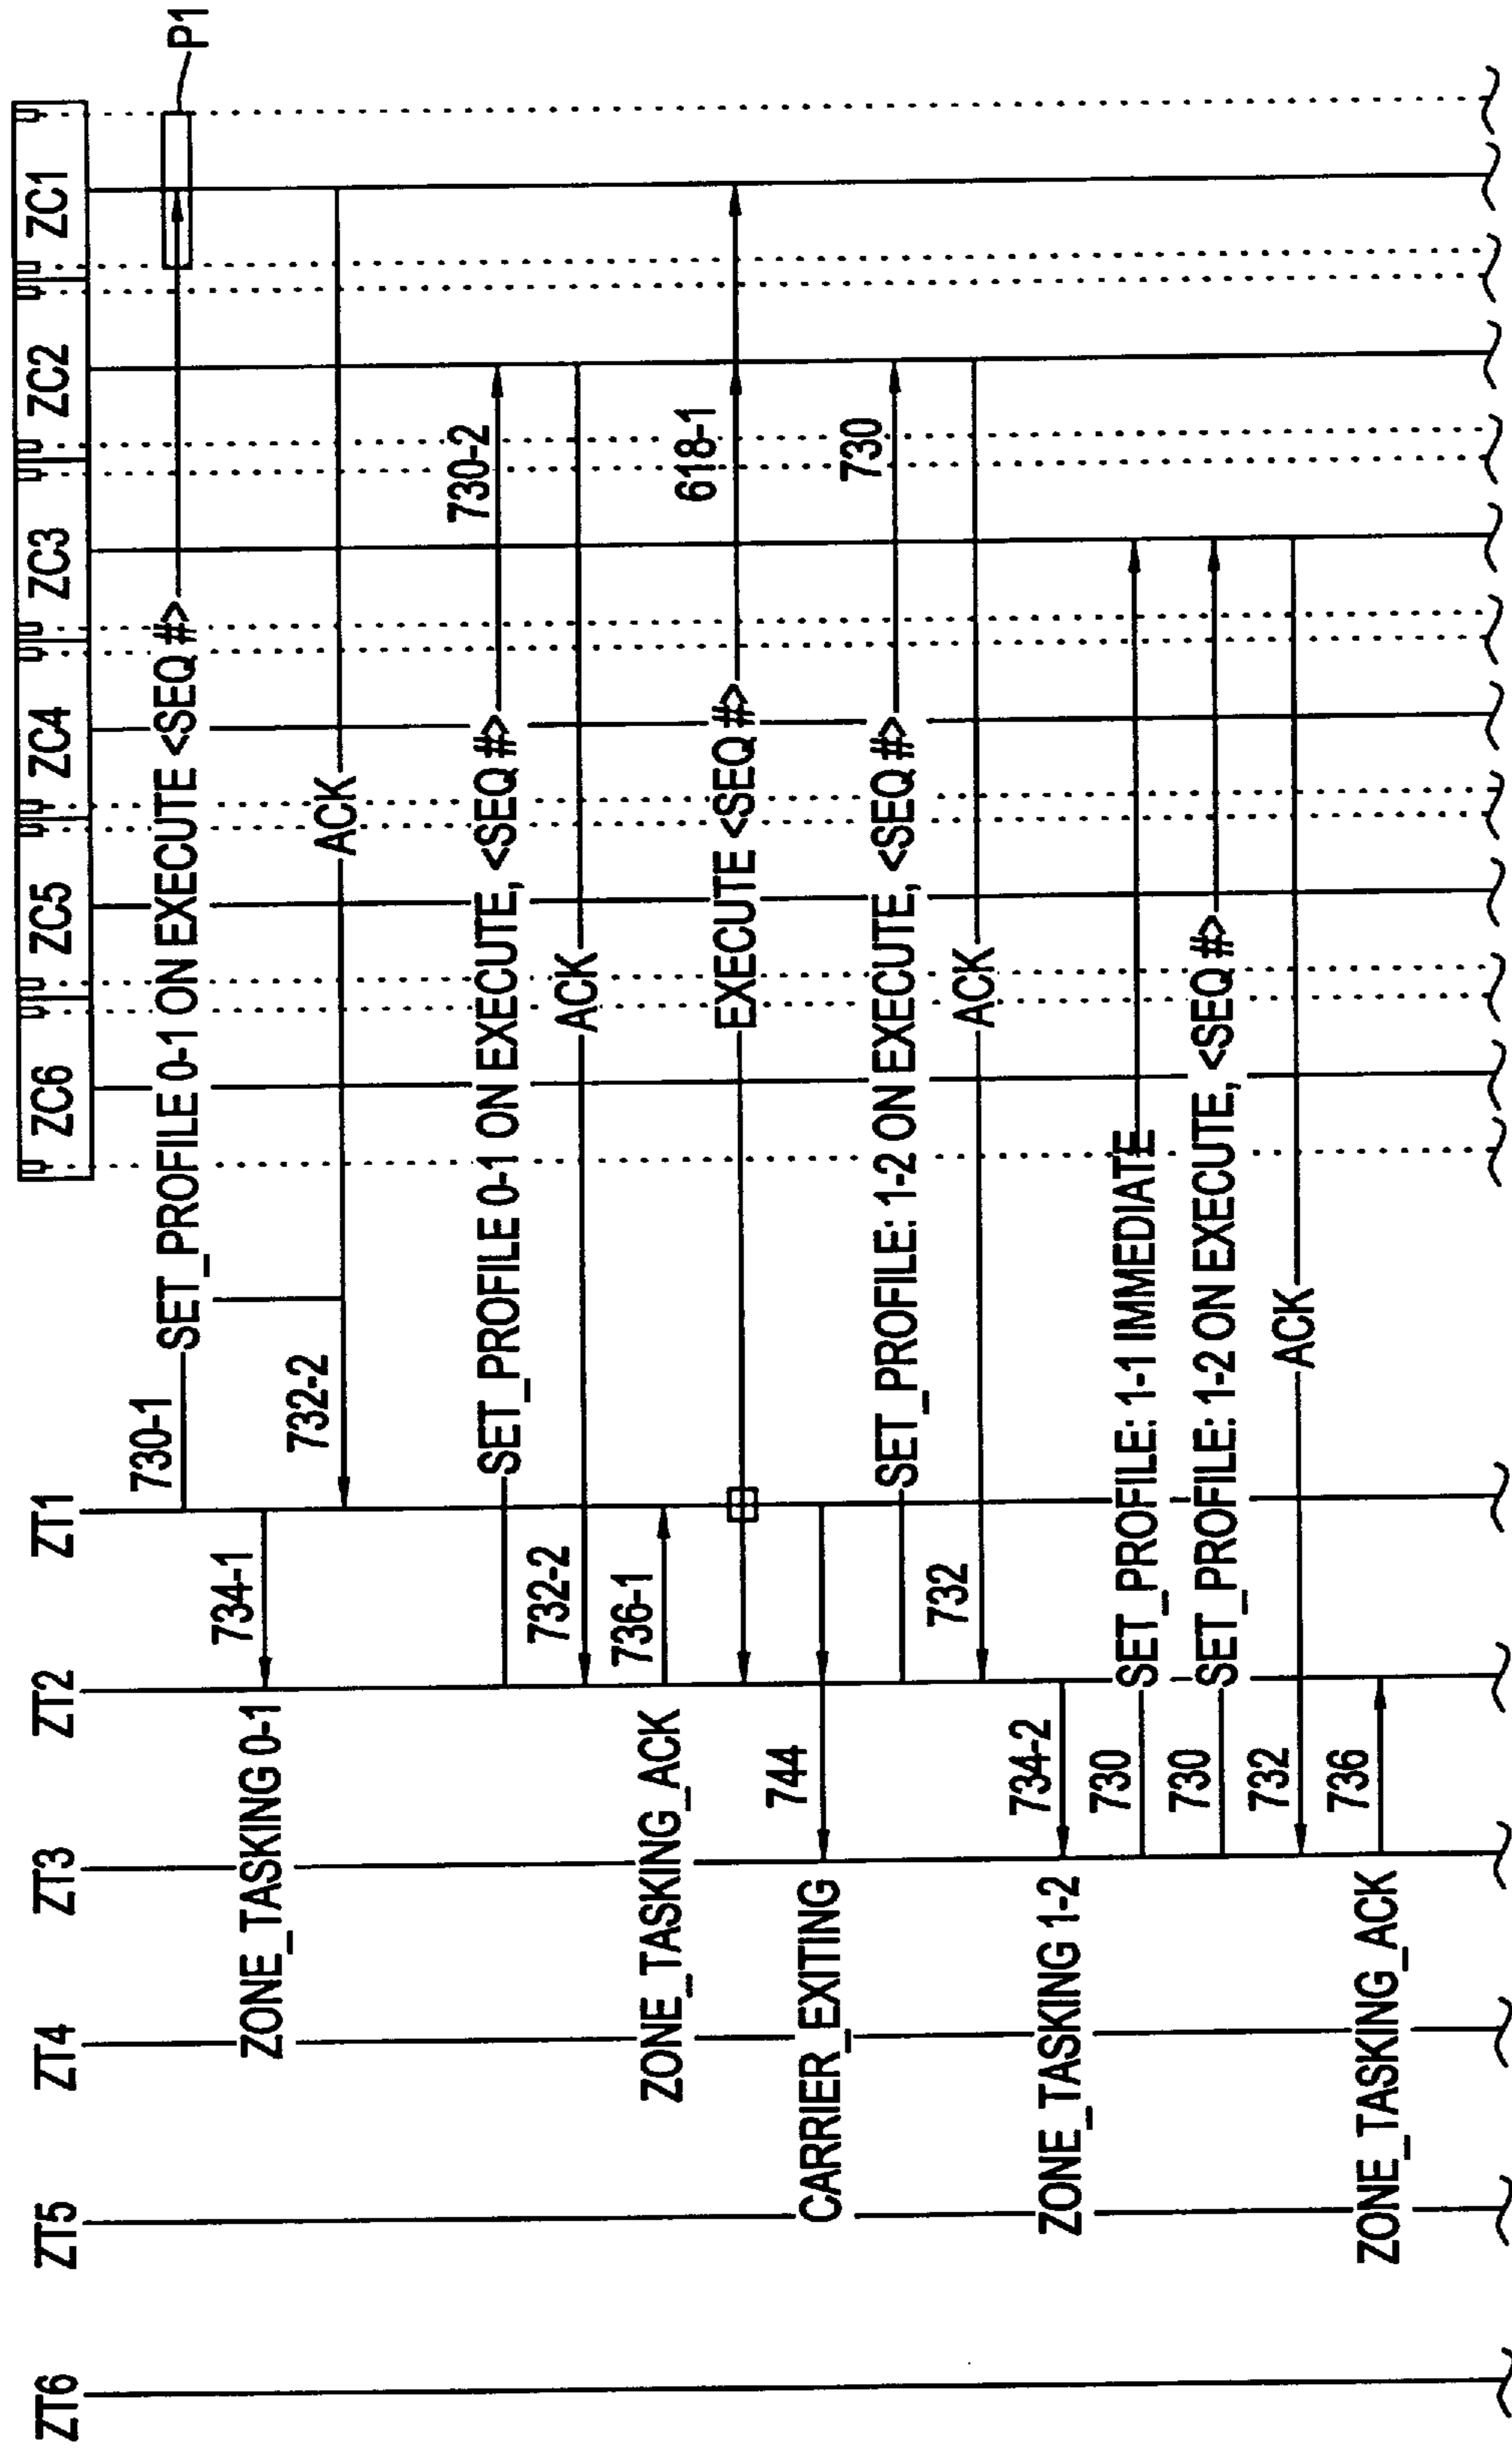 ZT6
ZT5
ZT4
ZT3
ZT2
ZT1
ZC6
ZC5
ZC4
ZC3
ZC2
ZC1
P1
730-1
SET_PROFILE 0-1 ON EXECUTE <SEQ #>
734-1
ZONE_TASKING 0-1
732-2
ACK
730-2
SET_PROFILE 0-1 ON EXECUTE, <SEQ #>
732-2
ACK
736-1
ZONE_TASKING_ACK
618-1
EXECUTE <SEQ #>
744
CARRIER_EXITING
730
SET_PROFILE: 1-2 ON EXECUTE, <SEQ #>
732
ACK
734-2
ZONE_TASKING 1-2
730
SET_PROFILE: 1-1 IMMEDIATE
730
SET_PROFILE: 1-2 ON EXECUTE, <SEQ #>
732
ACK
736
ZONE_TASKING_ACK